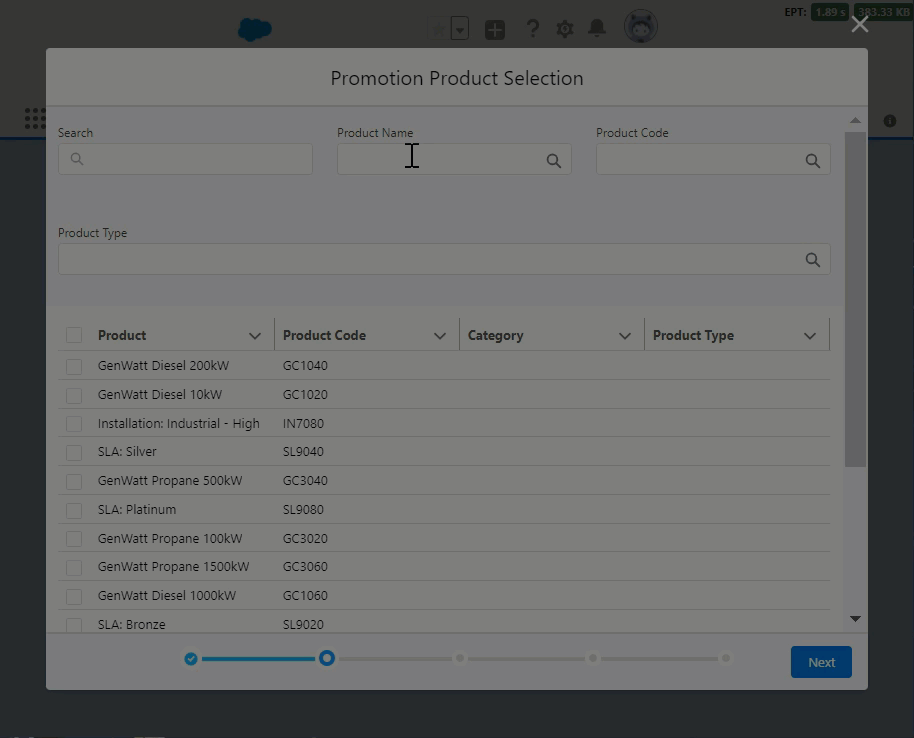 EPT: 1.89 s 383.33 KB
Promotion Product Selection
Search Product Name Product Code
Product Type
Product Product Code Category Product Type
GenWatt Diesel 200kW GC1040
GenWatt Diesel 10kW GC1020
Installation: Industrial - High IN7080
SLA: Silver SL9040
GenWatt Propane 500kW GC3040
SLA: Platinum SL9080
GenWatt Propane 100kW GC3020
GenWatt Propane 1500kW GC3060
GenWatt Diesel 1000kW GC1060
SLA: Bronze SL9020
Next